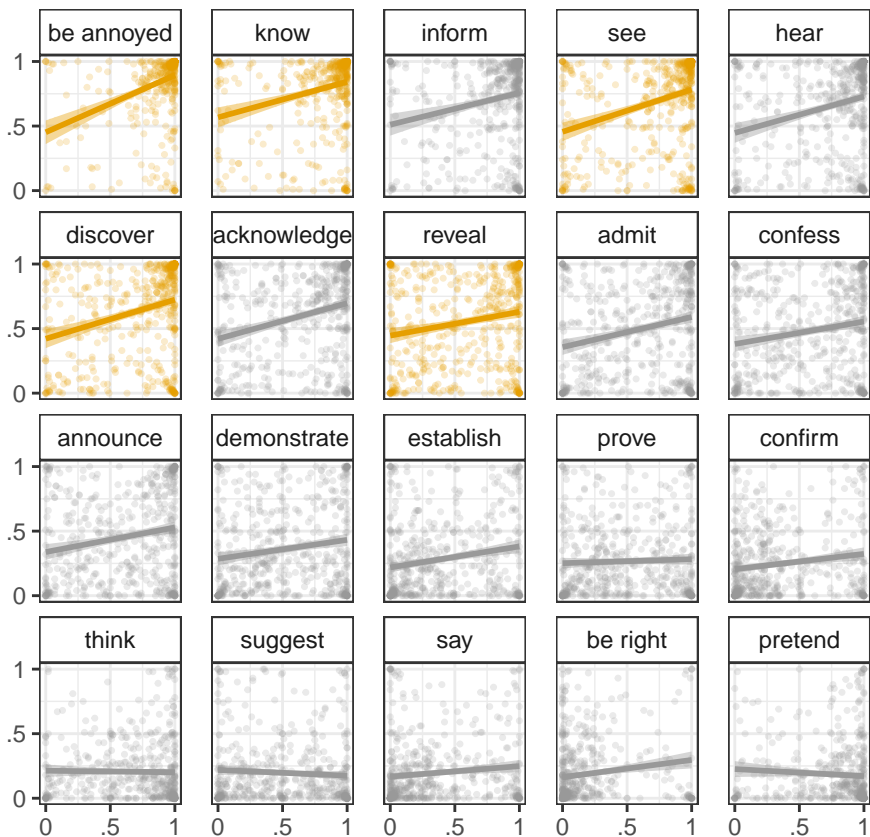 be annoyed know inform see hear
1
.5
0
discover acknowledge reveal admit confess
1
.5
0
announce demonstrate establish prove confirm
1
.5
0
think suggest say be right pretend
1
.5
0
0 .5 1 0 .5 1 0 .5 1 0 .5 1 0 .5 1